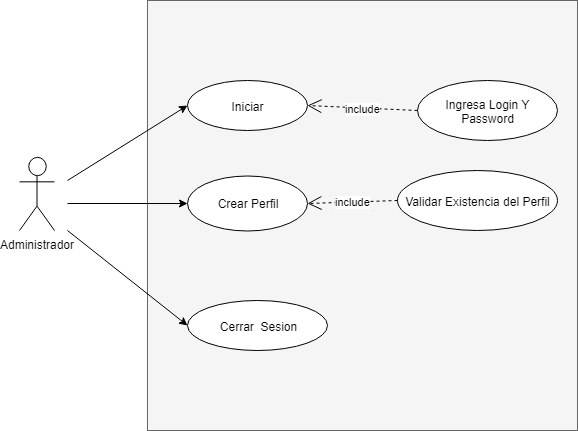 Iniciar
include
Ingresa Login Y
Password
Crear Perfil
include
Validar Existencia del Perfil
Administrador
Cerrar  Sesion